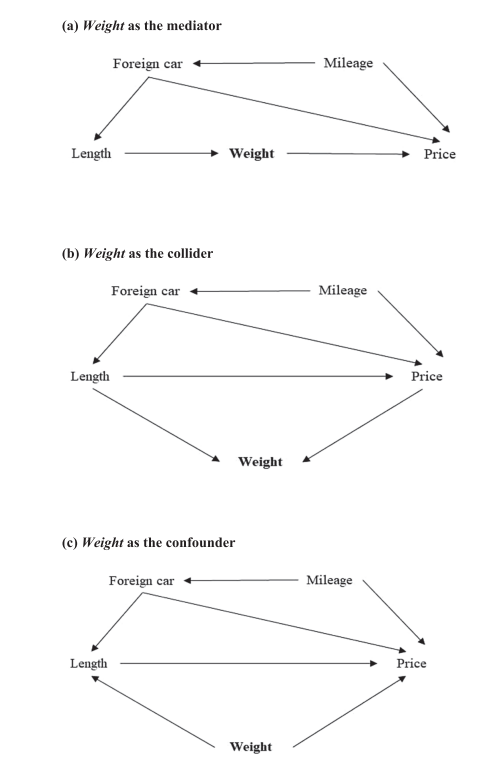 (a) Weight as the mediator
Foreign car Mileage
Length Weight Price
(b) Weight as the collider
Foreign car Mileage
Length Price
Weight
(c) Weight as the confounder
Foreign car Mileage
Length Price
Weight